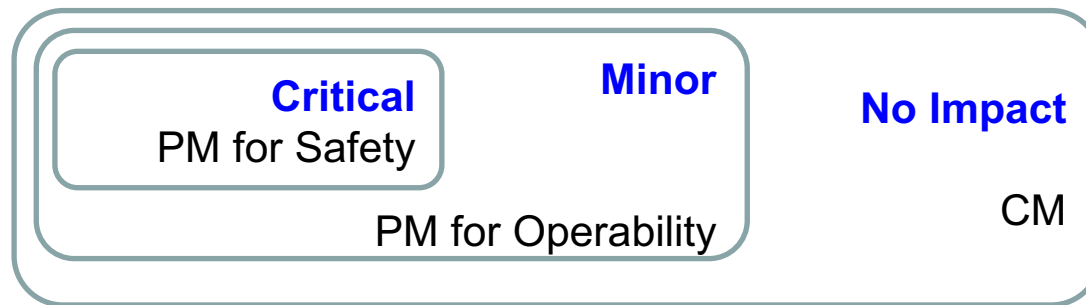 Critical
PM for Safety
Minor
PM for Operability
No Impact
CM